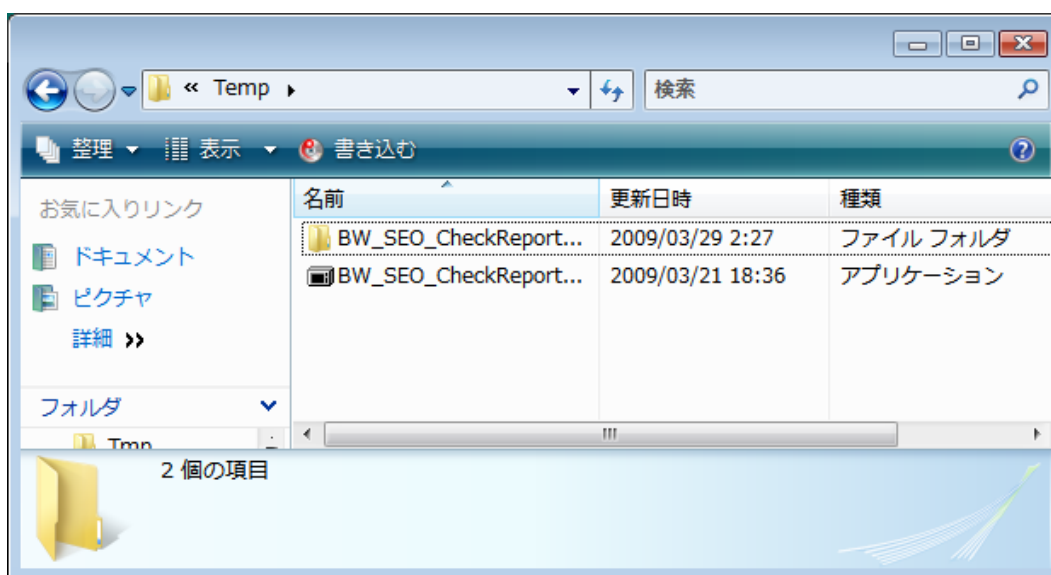 « Temp
検索
整理 表示 書き込む
お気に入りリンク
ドキュメント
ピクチャ
詳細 »
フォルダ
Tmp
名前 更新日時 種類
BW_SEO_CheckReport... 2009/03/29 2:27 ファイル フォルダ
BW_SEO_CheckReport... 2009/03/21 18:36 アプリケーション
2 個の項目